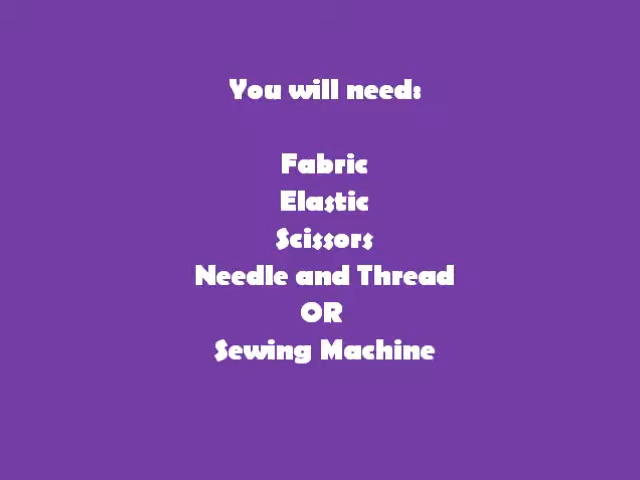 You will need:
Fabric
Elastic
Scissors
Needle and Thread
OR
Sewing Machine